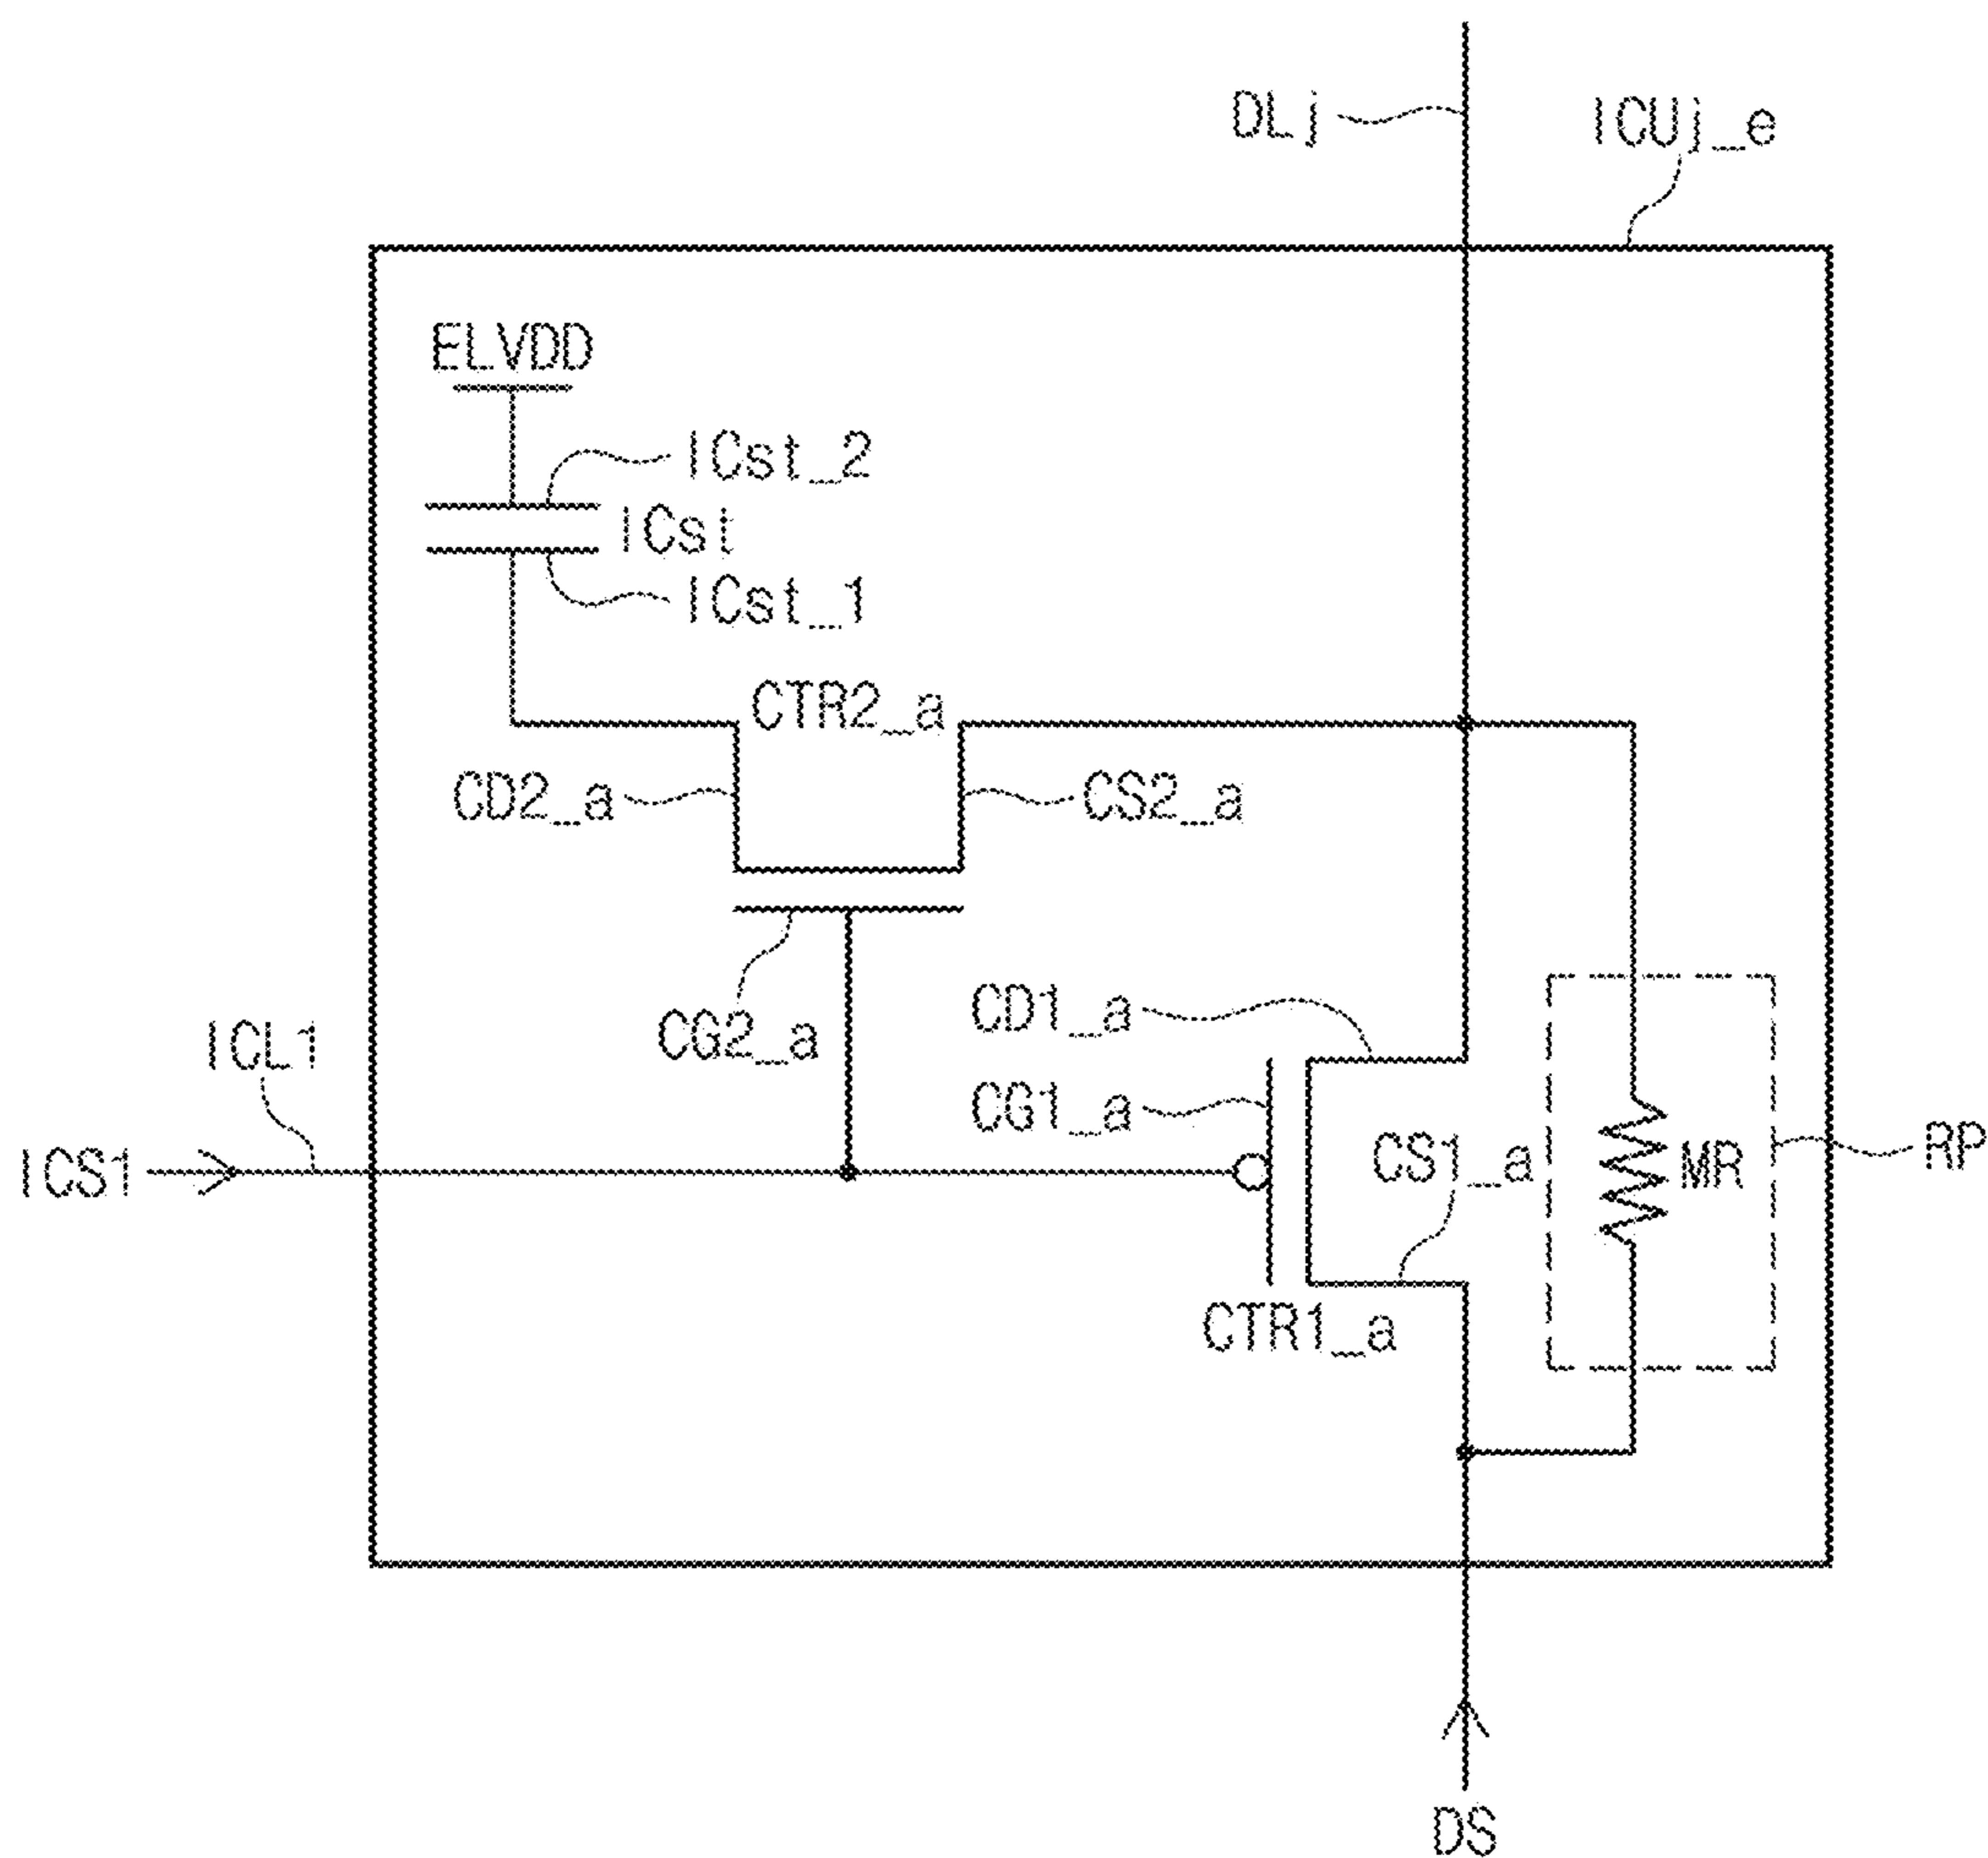 DLj
ICUj_e
ELVDD
ICst_2
ICst
ICst_1
CTR2_a
CD2_a
CS2_a
CD1_a
CG2_a
ICL1
CG1_a
CS1_a
MR
RP
ICS1
CTR1_a
DS